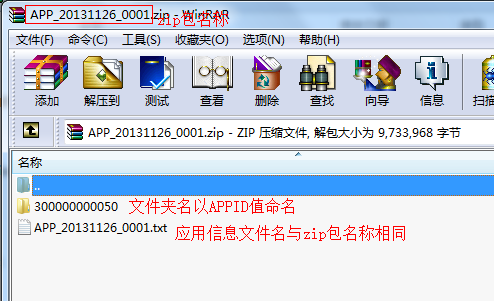 APP_20131126_0001.zip - WinRAR
zip包名称
文件(F) 命令(C) 工具(S) 收藏夹(O) 选项(N) 帮助(H)
添加 解压到 测试 查看 删除 查找 向导 信息 扫描
APP_20131126_0001.zip - ZIP 压缩文件, 解包大小为 9,733,968 字节
名称
..
300000000050 文件夹名以APPID值命名
APP_20131126_0001.txt 应用信息文件名与zip包名称相同